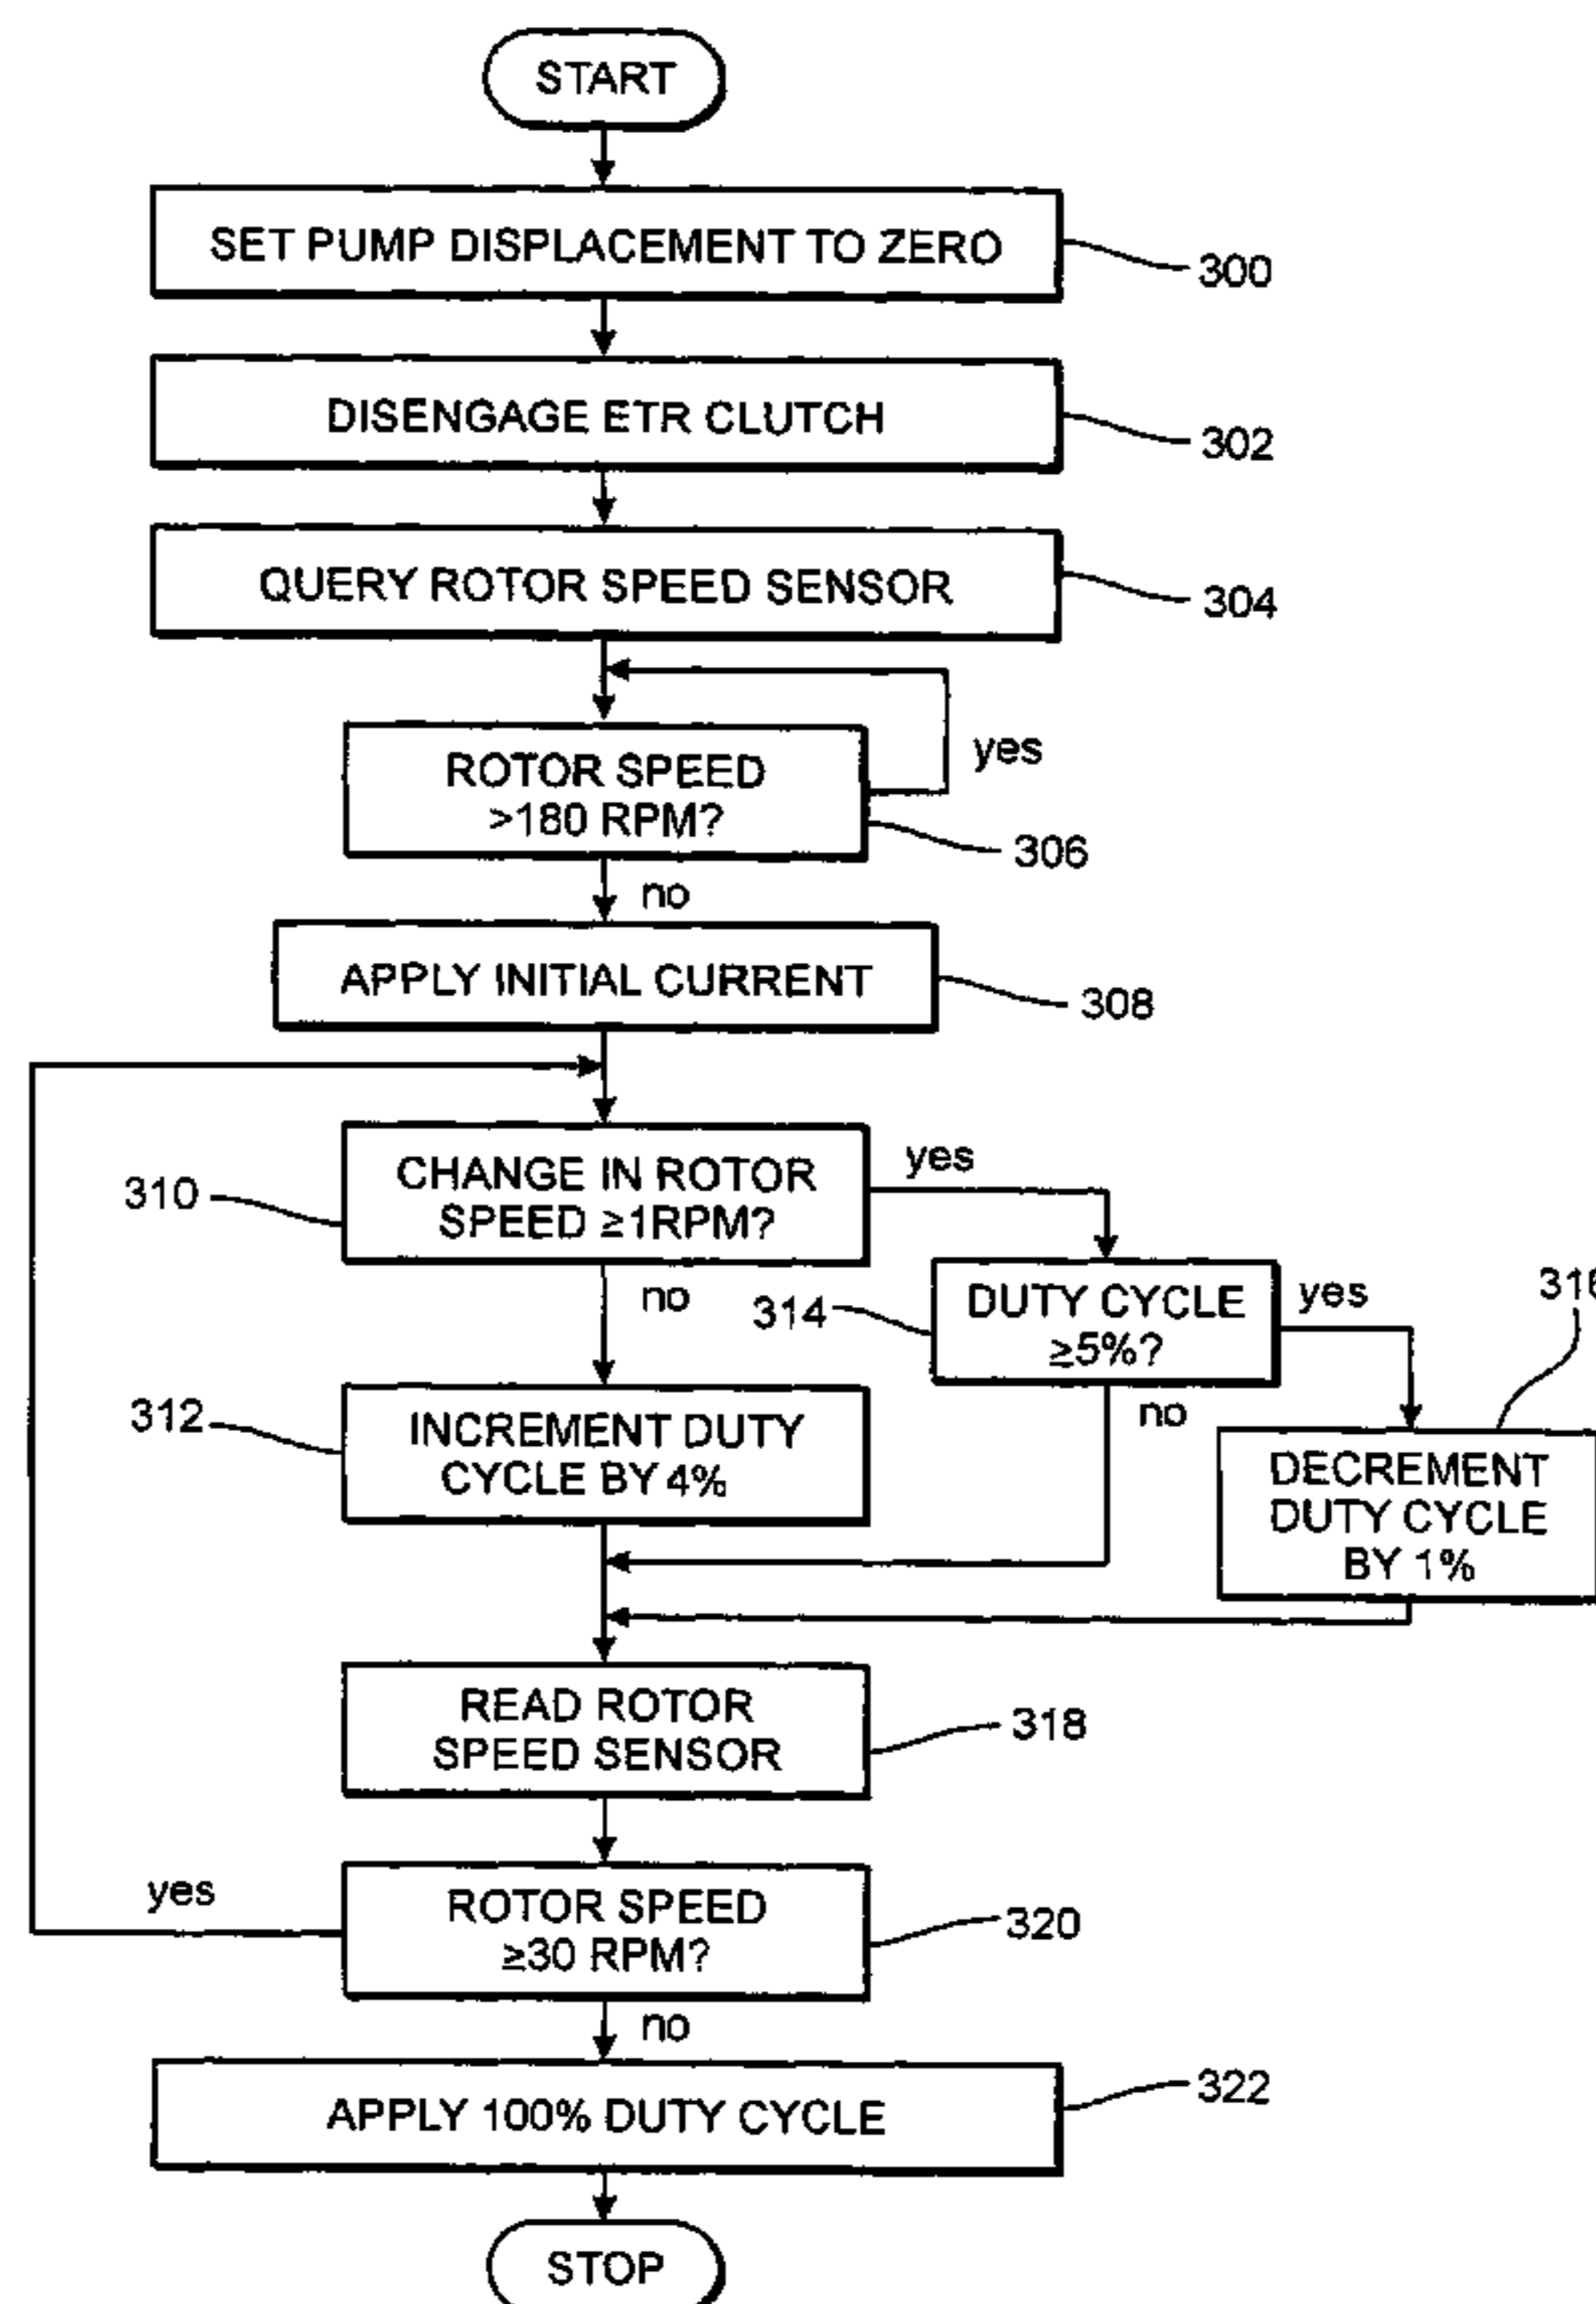 START
SET PUMP DISPLACEMENT TO ZERO
300
DISENGAGE ETR CLUTCH
302
QUERY ROTOR SPEED SENSOR
304
ROTOR SPEED
>180 RPM?
yes
306
no
APPLY INITIAL CURRENT
308
310
CHANGE IN ROTOR
SPEED ≥1RPM?
yes
no
314
DUTY CYCLE
≥5%?
yes
no
312
INCREMENT DUTY
CYCLE BY 4%
DECREMENT
DUTY CYCLE
BY 1%
READ ROTOR
SPEED SENSOR
318
yes
ROTOR SPEED
≥30 RPM?
320
no
APPLY 100% DUTY CYCLE
322
STOP